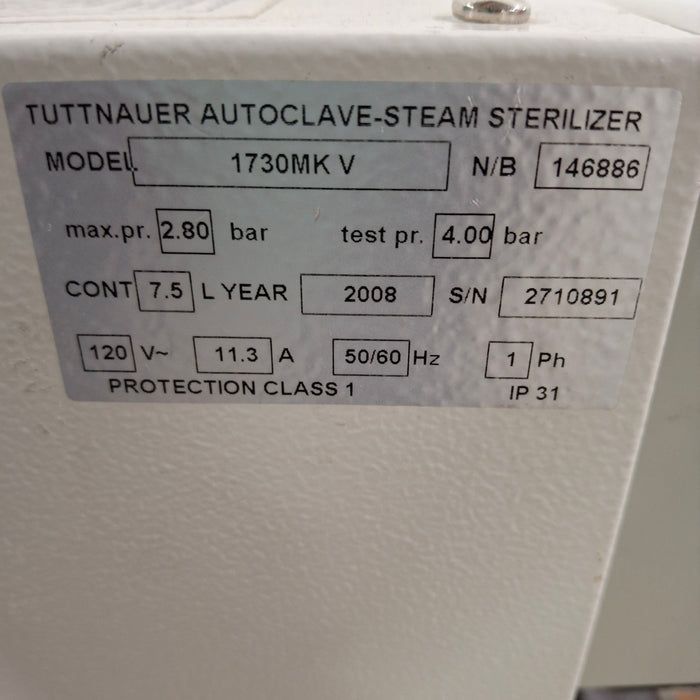 TUTTNAUER AUTOCLAVE-STEAM STERILIZER
MODEL. 1730MK V N/B 146886
max.pr. 2.80 bar test pr. 4.00 bar
CONT 7.5 L YEAR 2008 S/N 2710891
120 V~ 11.3 A 50/60 Hz 1 Ph
PROTECTION CLASS 1 IP 31